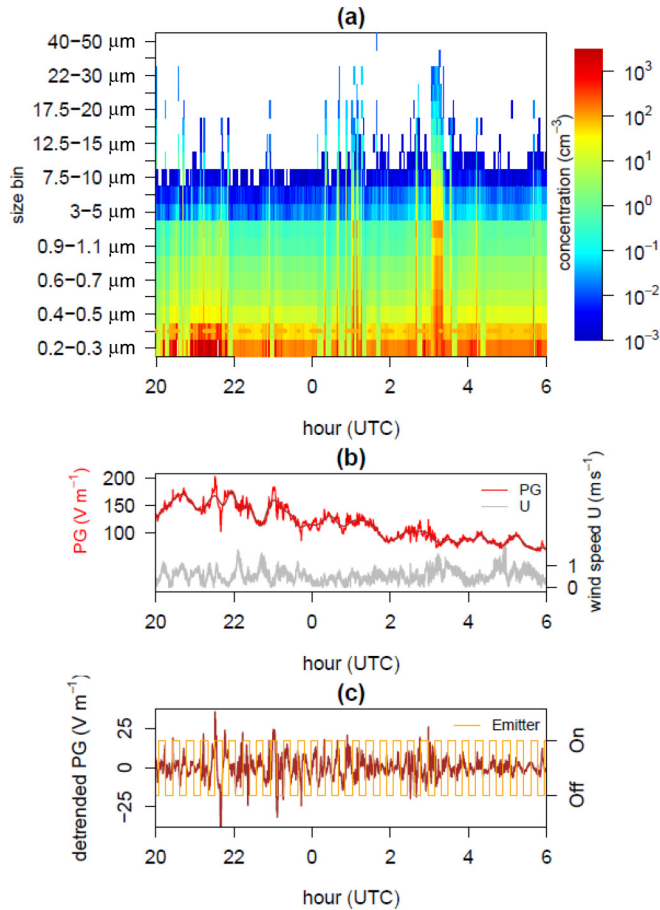 (a)
40−50 μm
22−30 μm
17.5−20 μm
12.5−15 μm
7.5−10 μm
3−5 μm
0.9−1.1 μm
0.6−0.7 μm
0.4−0.5 μm
0.2−0.3 μm
size bin
20 22 0 2 4 6
hour (UTC)
concentration (cm⁻³)
10³
10²
10¹
10⁰
10⁻¹
10⁻²
10⁻³
(b)
PG (V m⁻¹)
200
150
100
PG
U
wind speed U (m s⁻¹)
1
0
20 22 0 2 4 6
hour (UTC)
(c)
detrended PG (V m⁻¹)
25
0
−25
Emitter
On
Off
20 22 0 2 4 6
hour (UTC)